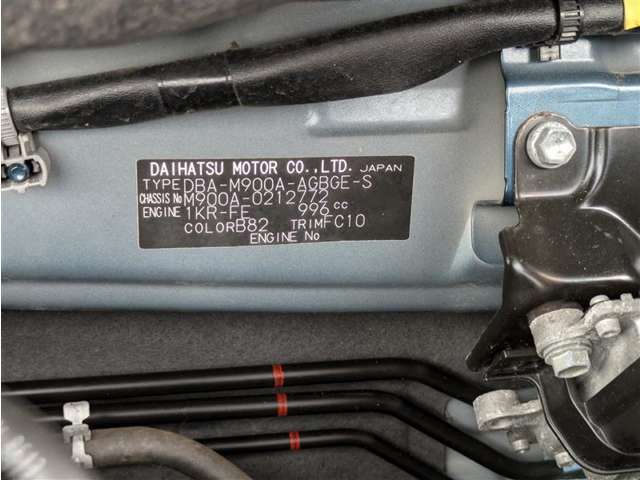 DAIHATSU MOTOR CO.,LTD. JAPAN
TYPE DBA-M900A-AGBGE-S
CHASSIS No M900A-0212772
ENGINE 1KR-FE 996 cc
COLOR B82 TRIM FC10
ENGINE No